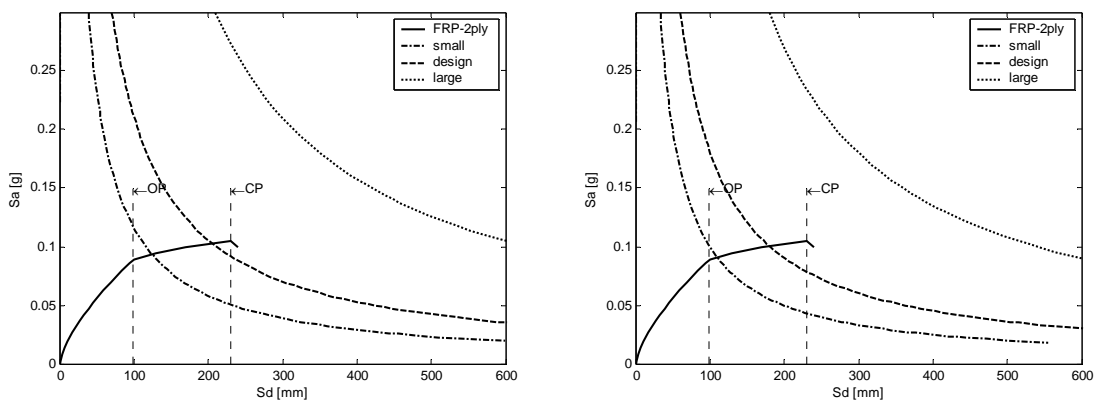 FRP-2ply
small
design
large
0.25
0.2
0.15
0.1
0.05
0
←OP
←CP
0 100 200 300 400 500 600
Sd [mm]
Sa [g]
FRP-2ply
small
design
large
0.25
0.2
0.15
0.1
0.05
0
←OP
←CP
0 100 200 300 400 500 600
Sd [mm]
Sa [g]